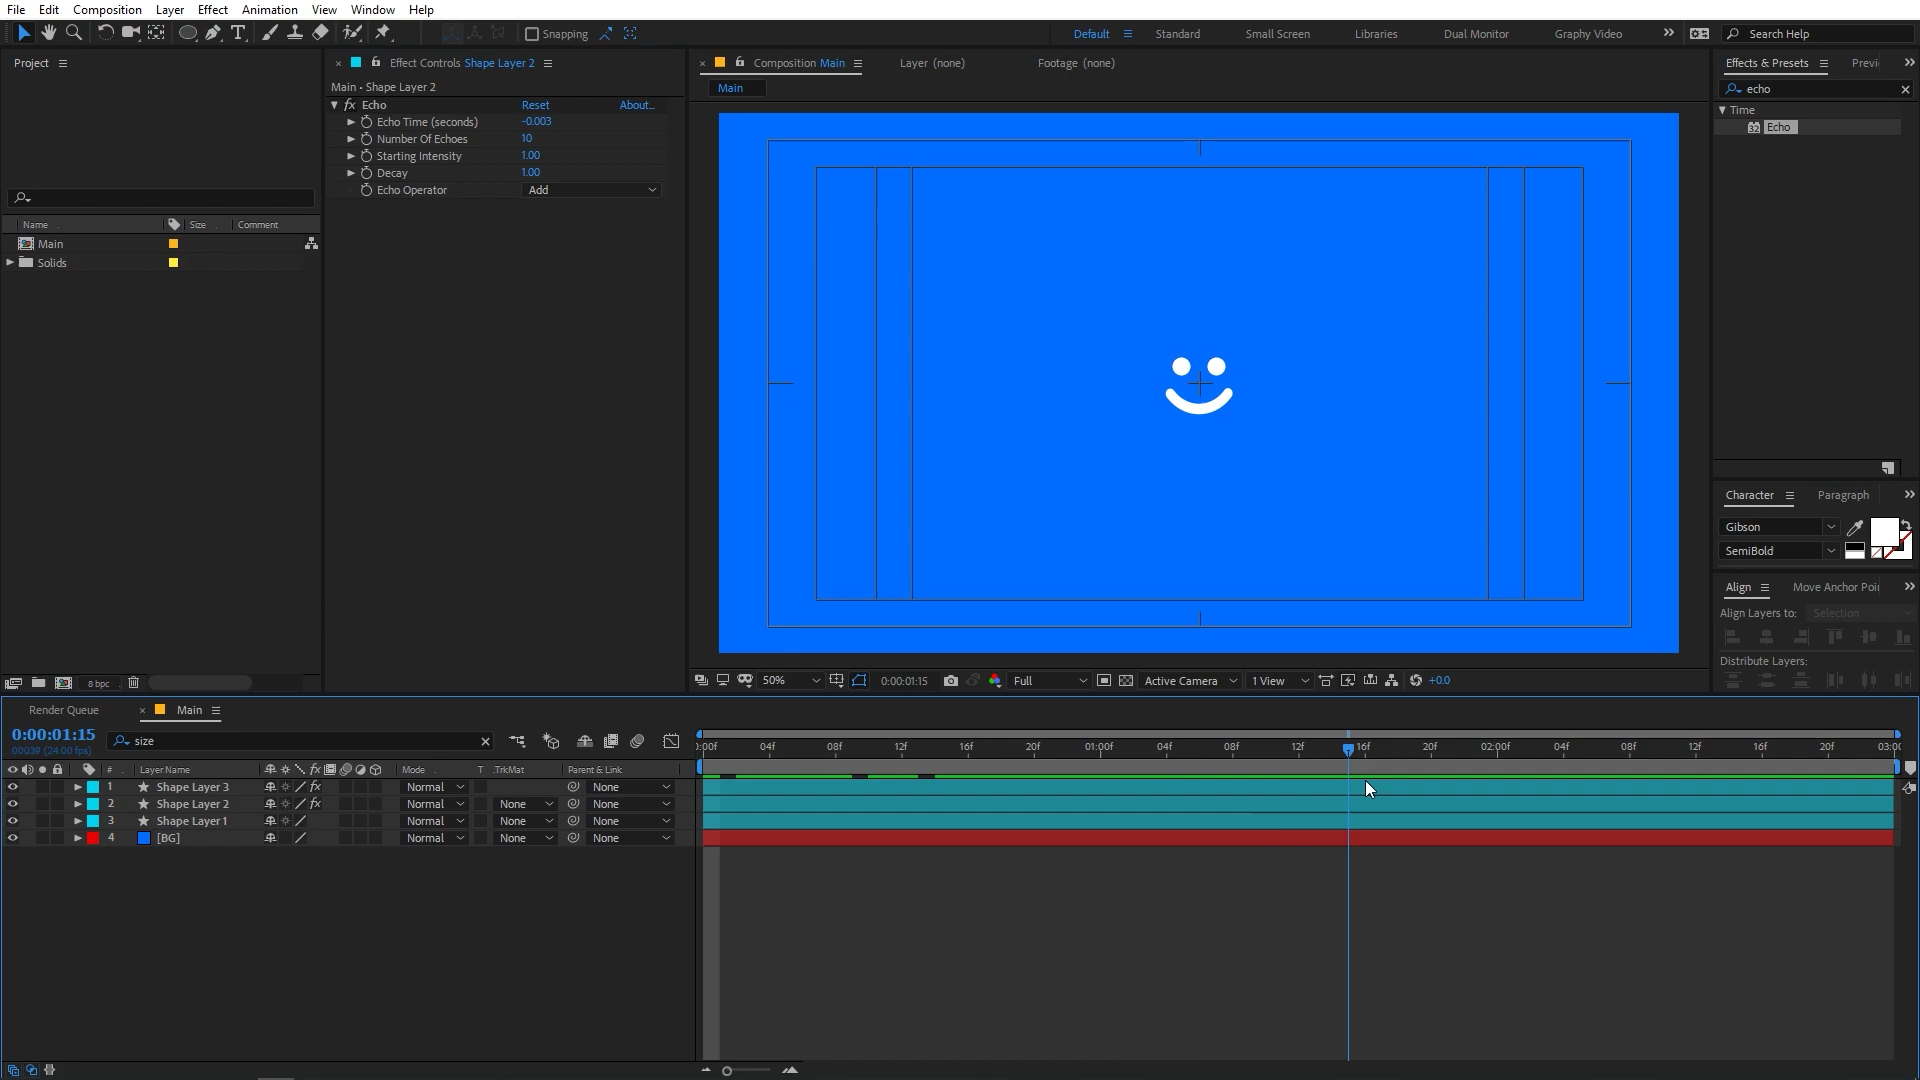 File Edit Composition Layer Effect Animation View Window Help
Snapping
Default Standard Small Screen Libraries Dual Monitor Graphy Video
Search Help
Project
Effect Controls Shape Layer 2
Composition Main
Layer (none)
Footage (none)
Effects & Presets
Main • Shape Layer 2
Main
echo
fx Echo Reset About...
Echo Time (seconds) -0.003
Number Of Echoes 10
Starting Intensity 1.00
Decay 1.00
Echo Operator Add
Time
32 Echo
Name Size Comment
Main
Solids
Character Paragraph
Gibson
SemiBold
Align
Align Layers to: Selection
Distribute Layers:
8 bpc
50% 0:00:01:15 Full Active Camera 1 View +0.0
Render Queue
Main
0:00:01:15
00039 (24.00 fps)
size
04f 08f 12f 16f 20f 01:00f 04f 08f 12f 16f 20f 02:00f 04f 08f 12f 16f 20f
# Layer Name fx Mode T .TrkMat Parent & Link
1 Shape Layer 3 fx Normal None
2 Shape Layer 2 fx Normal None None
3 Shape Layer 1 Normal None None
4 [BG] Normal None None